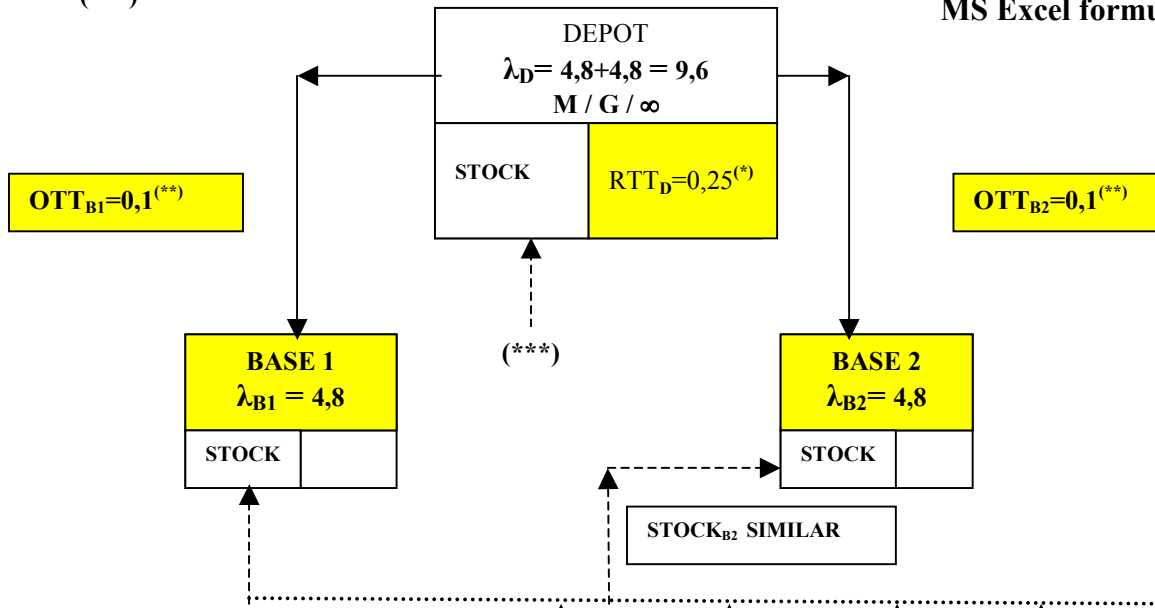 MS Excel formu
DEPOT
λD= 4,8+4,8 = 9,6
M / G / ∞
STOCK
RTTD=0,25(*)
OTTB1=0,1(**)
OTTB2=0,1(**)
(***)
BASE 1
λB1 = 4,8
STOCK
BASE 2
λB2= 4,8
STOCK
STOCKB2 SIMILAR